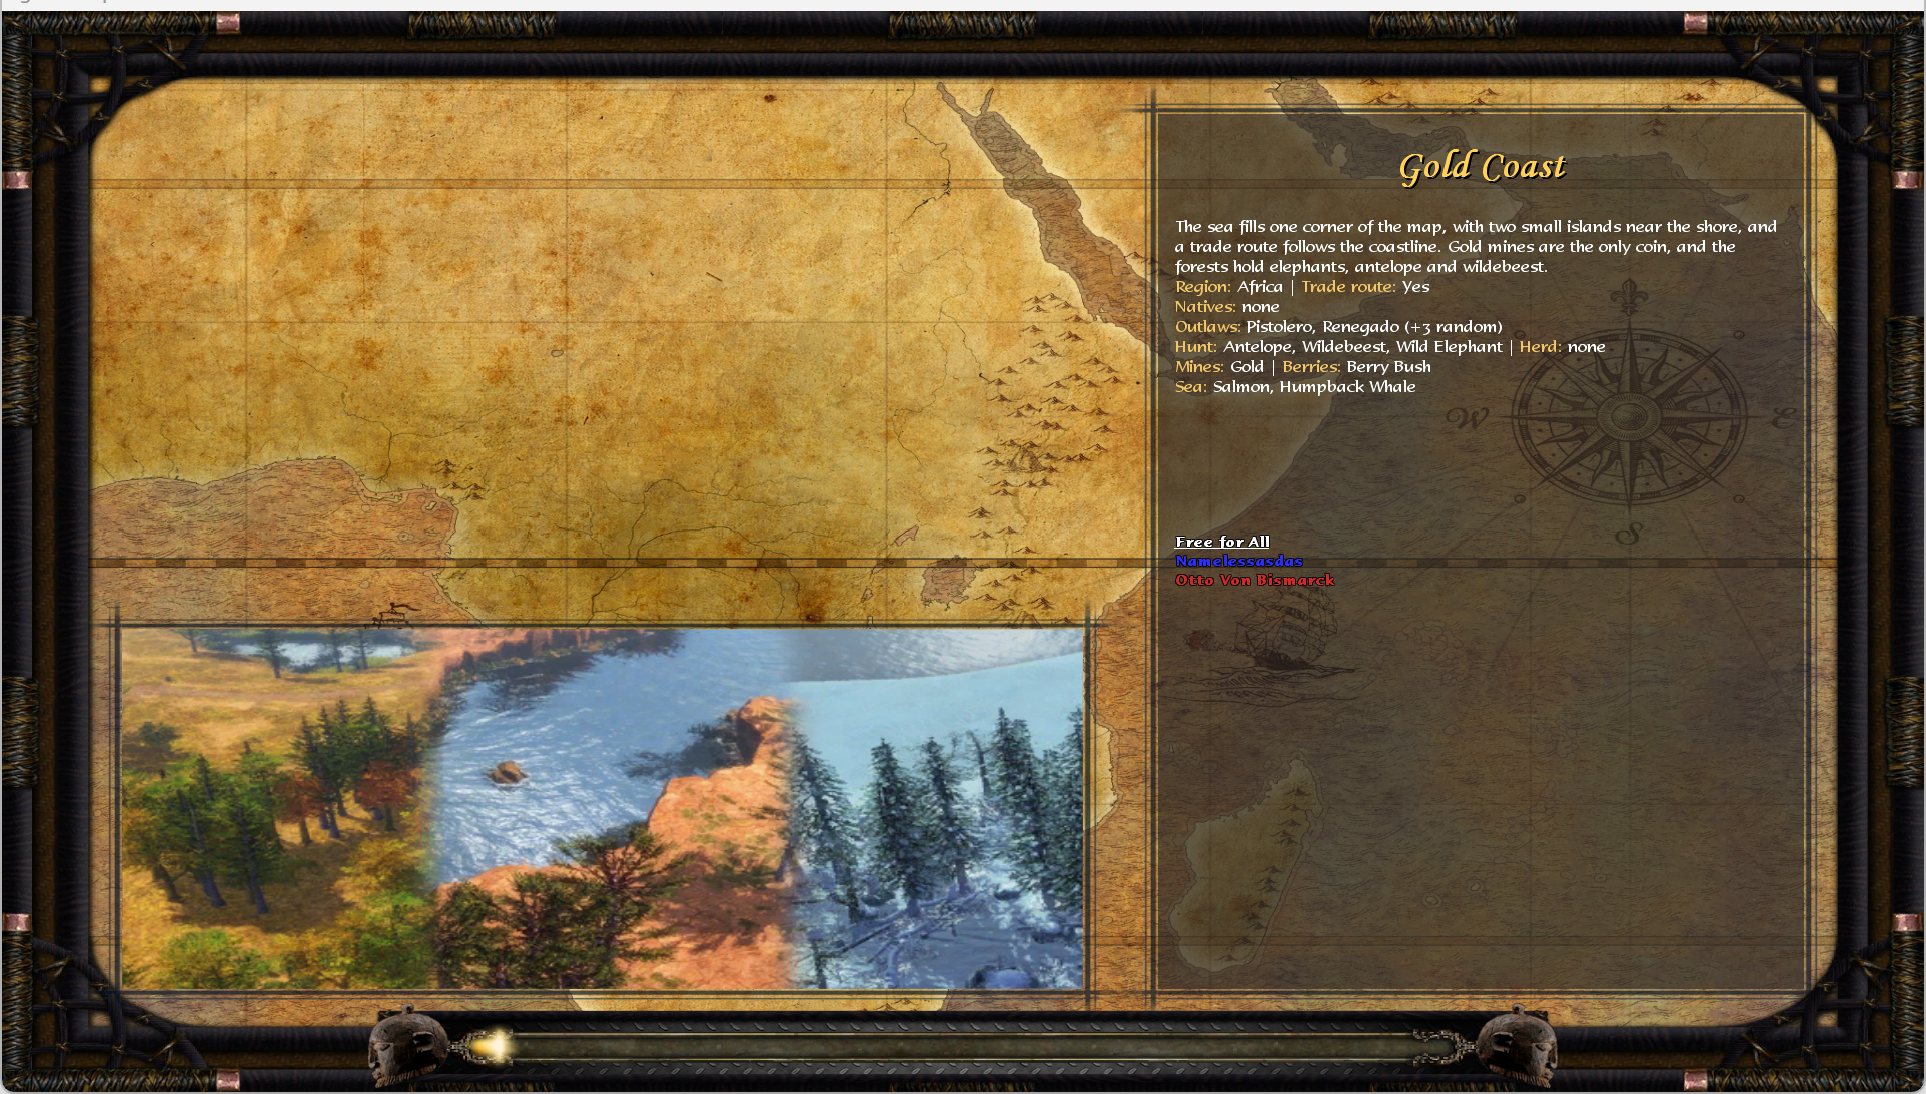 Gold Coast
The sea fills one corner of the map, with two small islands near the shore, and
a trade route follows the coastline. Gold mines are the only coin, and the
forests hold elephants, antelope and wildebeest.
Region: Africa | Trade route: Yes
Natives: none
Outlaws: Pistolero, Renegado (+3 random)
Hunt: Antelope, Wildebeest, Wild Elephant | Herd: none
Mines: Gold | Berries: Berry Bush
Sea: Salmon, Humpback Whale
W
E
S
Free for All
Namelessasdas
Otto Von Bismarck